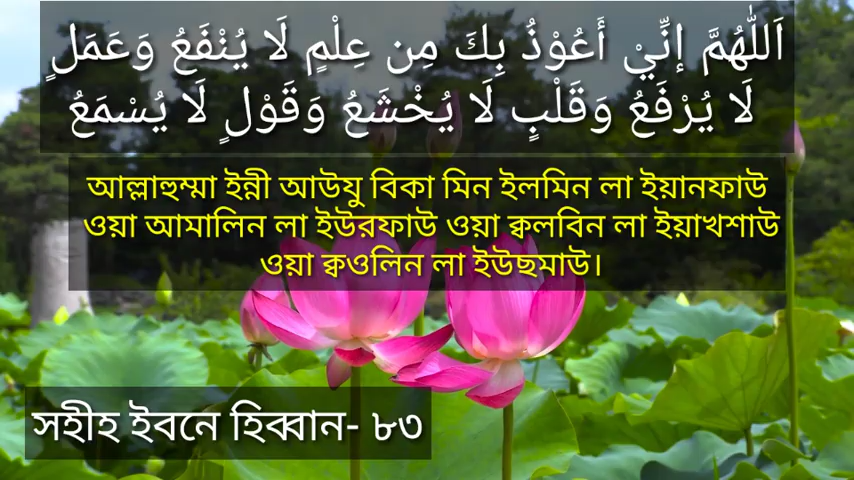 اَللّٰهُمَّ إنِّيْ أَعُوْذُ بِكَ مِن عِلْمٍ لَا يُنْفَعُ وَعَمَلٍ
لَا يُرْفَعُ وَقَلْبٍ لَا يُخْشَعُ وَقَوْلٍ لَا يُسْمَعُ
আল্লাহুম্মা ইন্নী আউযু বিকা মিন ইলমিন লা ইয়ানফাউ
ওয়া আমালিন লা ইউরফাউ ওয়া ক্বলবিন লা ইয়াখশাউ
ওয়া ক্বওলিন লা ইউছমাউ।
সহীহ ইবনে হিব্বান- ৮৩